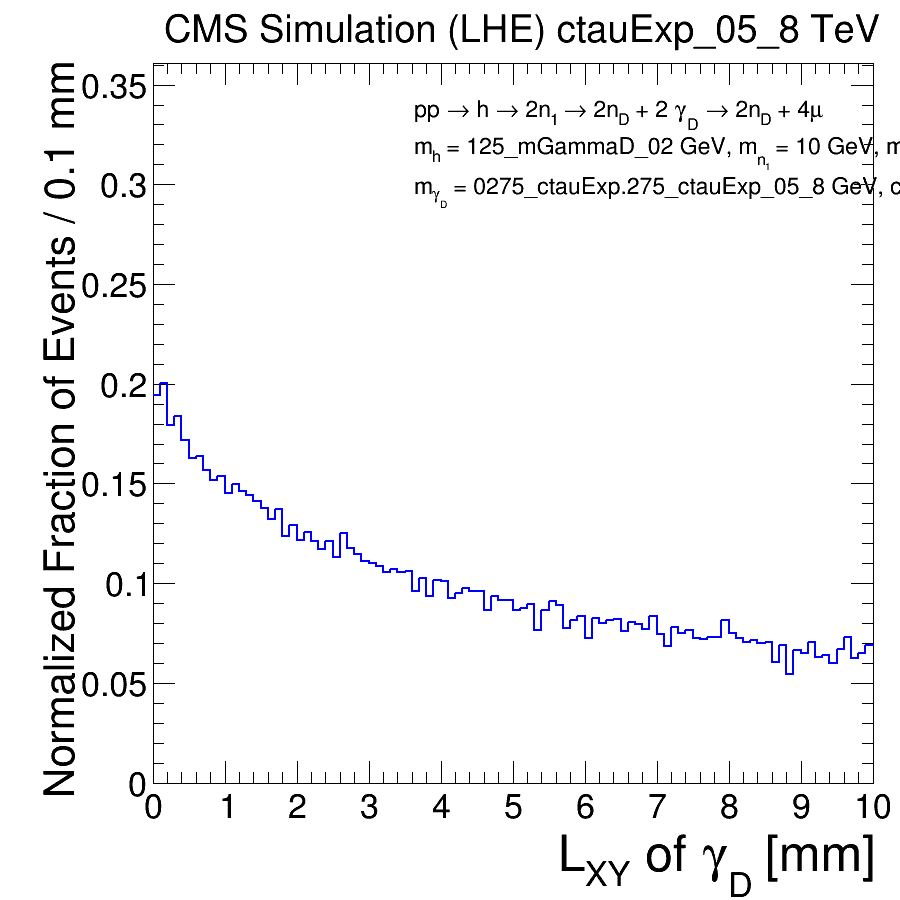 CMS Simulation (LHE) ctauExp_05_8 TeV
Normalized Fraction of Events / 0.1 mm
0.35
0.3
0.25
0.2
0.15
0.1
0.05
0
pp → h → 2n1 → 2nD + 2 γD → 2nD + 4μ
mh = 125_mGammaD_02 GeV, mn1 = 10 GeV, m
mγD = 0275_ctauExp.275_ctauExp_05_8 GeV, c
0 1 2 3 4 5 6 7 8 9 10
LXY of γD [mm]